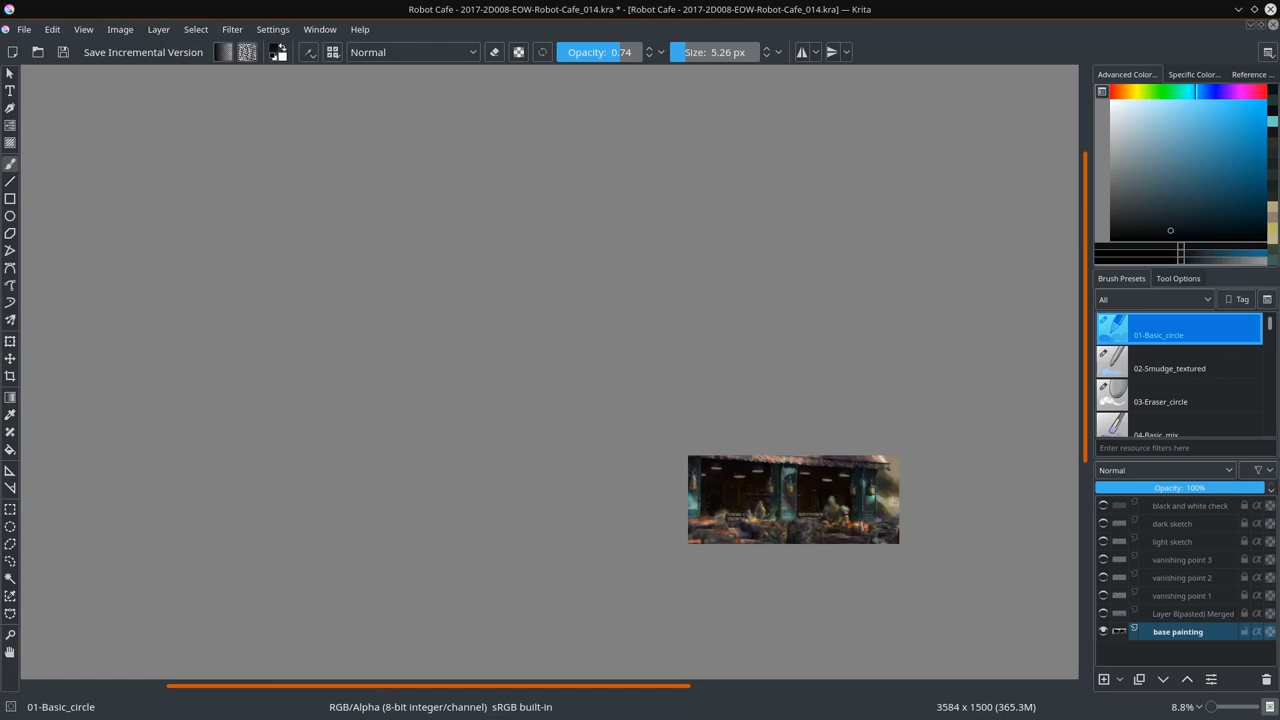 Robot Cafe - 2017-2D008-EOW-Robot-Cafe_014.kra * - [Robot Cafe - 2017-2D008-EOW-Robot-Cafe_014.kra] — Krita
File Edit View Image Layer Select Filter Settings Window Help
Save Incremental Version Normal Opacity: 0.74 Size: 5.26 px
Advanced Color... Specific Color... Reference ...
Brush Presets Tool Options
All Tag
01-Basic_circle
02-Smudge_textured
03-Eraser_circle
04-Basic_mix
Enter resource filters here
Normal
Opacity: 100%
black and white check
dark sketch
light sketch
vanishing point 3
vanishing point 2
vanishing point 1
Layer 8(pasted) Merged
base painting
01-Basic_circle RGB/Alpha (8-bit integer/channel) sRGB built-in 3584 x 1500 (365.3M) 8.8%